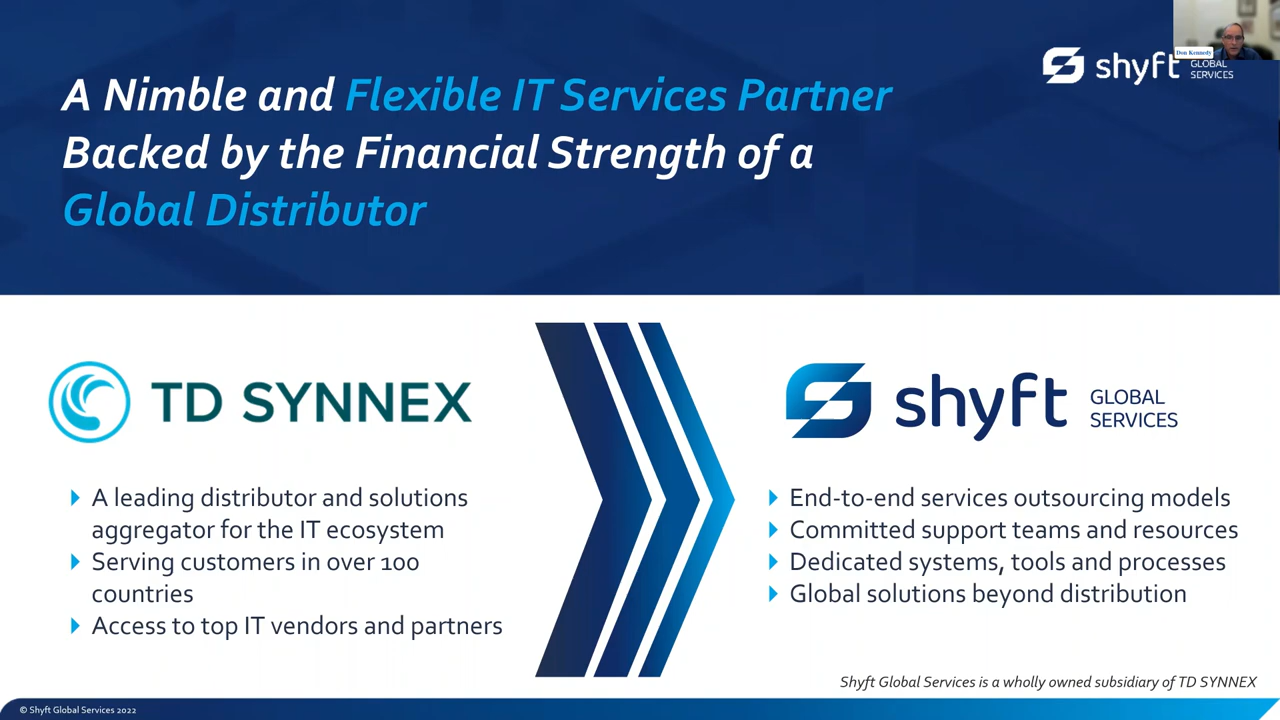 Don Kennedy
shyft GLOBAL
SERVICES
A Nimble and Flexible IT Services Partner
Backed by the Financial Strength of a
Global Distributor
TD SYNNEX
A leading distributor and solutions
aggregator for the IT ecosystem
Serving customers in over 100
countries
Access to top IT vendors and partners
shyft GLOBAL
SERVICES
End-to-end services outsourcing models
Committed support teams and resources
Dedicated systems, tools and processes
Global solutions beyond distribution
Shyft Global Services is a wholly owned subsidiary of TD SYNNEX
© Shyft Global Services 2022